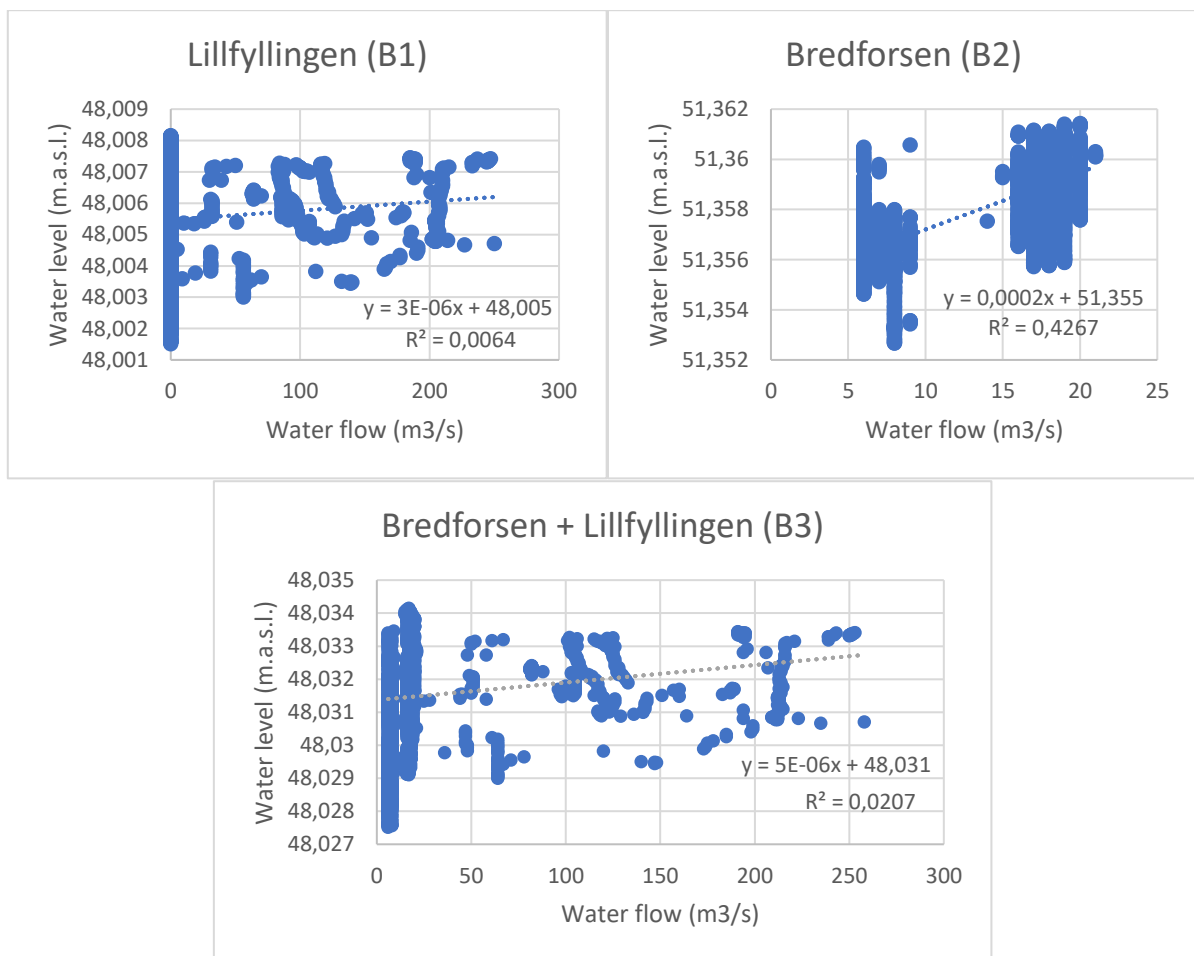 Lillfyllingen (B1)
Water level (m.a.s.l.)
48,009
48,008
48,007
48,006
48,005
48,004
48,003
48,002
48,001
y = 3E-06x + 48,005
R² = 0,0064
0 100 200 300
Water flow (m3/s)
Bredforsen (B2)
Water level (m.a.s.l.)
51,362
51,36
51,358
51,356
51,354
51,352
y = 0,0002x + 51,355
R² = 0,4267
0 5 10 15 20 25
Water flow (m3/s)
Bredforsen + Lillfyllingen (B3)
Water level (m.a.s.l.)
48,035
48,034
48,033
48,032
48,031
48,03
48,029
48,028
48,027
y = 5E-06x + 48,031
R² = 0,0207
0 50 100 150 200 250 300
Water flow (m3/s)